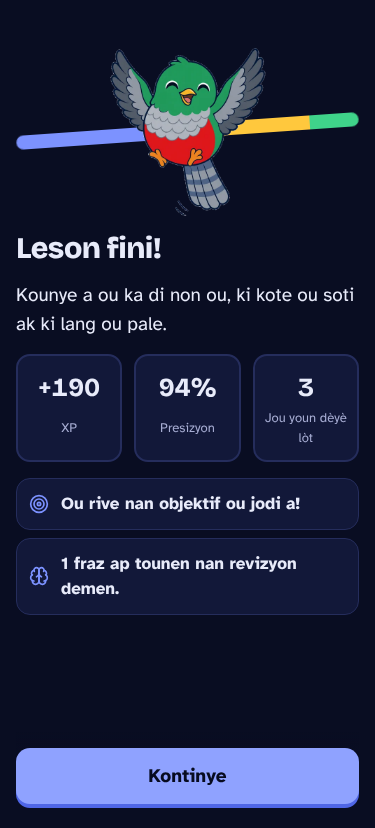 Leson fini!
Kounye a ou ka di non ou, ki kote ou soti
ak ki lang ou pale.
+190
XP
94%
Presizyon
3
Jou youn dèyè
lòt
Ou rive nan objektif ou jodi a!
1 fraz ap tounen nan revizyon
demen.
Kontinye